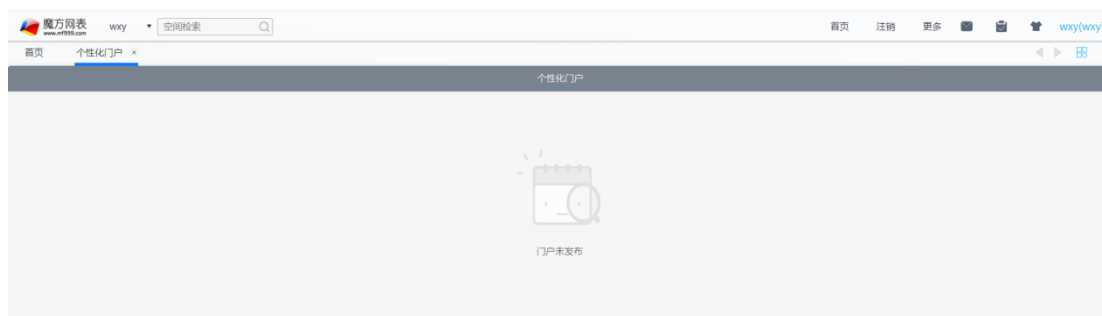 魔方网表 wxy 空间检索 首页 注销 更多 wxy(wxy)
www.mf999.com
首页 个性化门户 ×
个性化门户
门户未发布